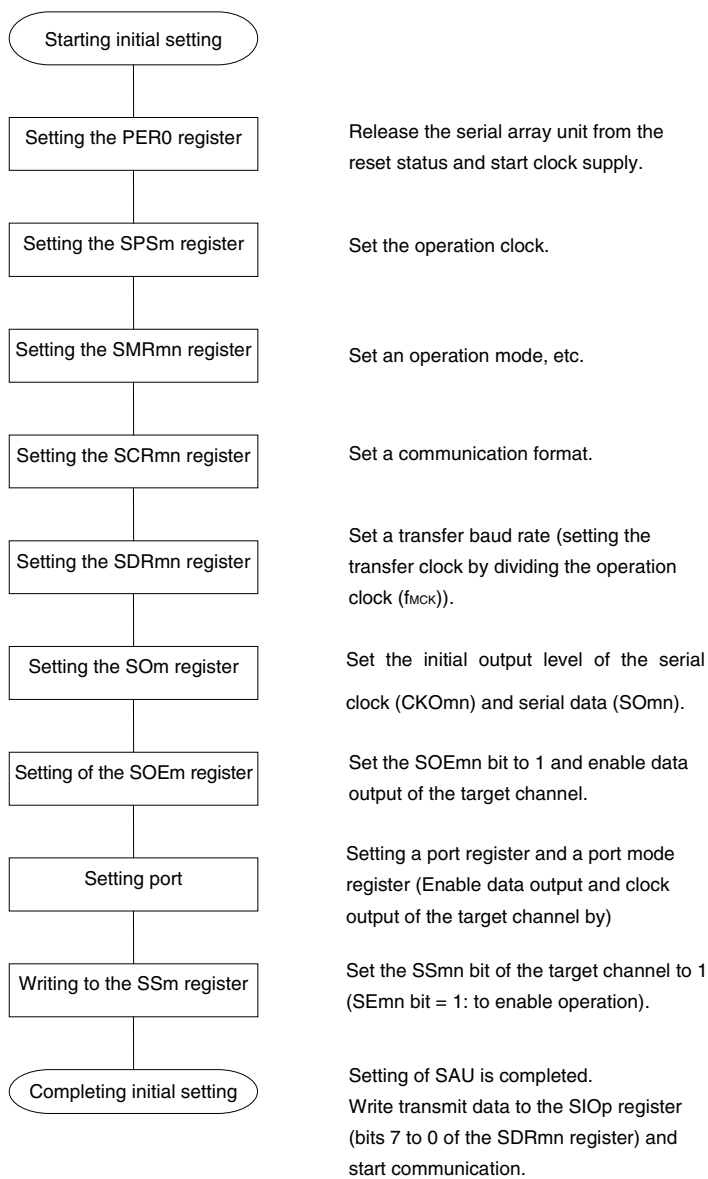 Starting initial setting
Setting the PER0 register
Release the serial array unit from the
reset status and start clock supply.
Setting the SPSm register
Set the operation clock.
Setting the SMRmn register
Set an operation mode, etc.
Setting the SCRmn register
Set a communication format.
Setting the SDRmn register
Set a transfer baud rate (setting the
transfer clock by dividing the operation
clock (fMCK)).
Setting the SOm register
Set the initial output level of the serial
clock (CKOmn) and serial data (SOmn).
Setting of the SOEm register
Set the SOEmn bit to 1 and enable data
output of the target channel.
Setting port
Setting a port register and a port mode
register (Enable data output and clock
output of the target channel by)
Writing to the SSm register
Set the SSmn bit of the target channel to 1
(SEmn bit = 1: to enable operation).
Completing initial setting
Setting of SAU is completed.
Write transmit data to the SIOp register
(bits 7 to 0 of the SDRmn register) and
start communication.